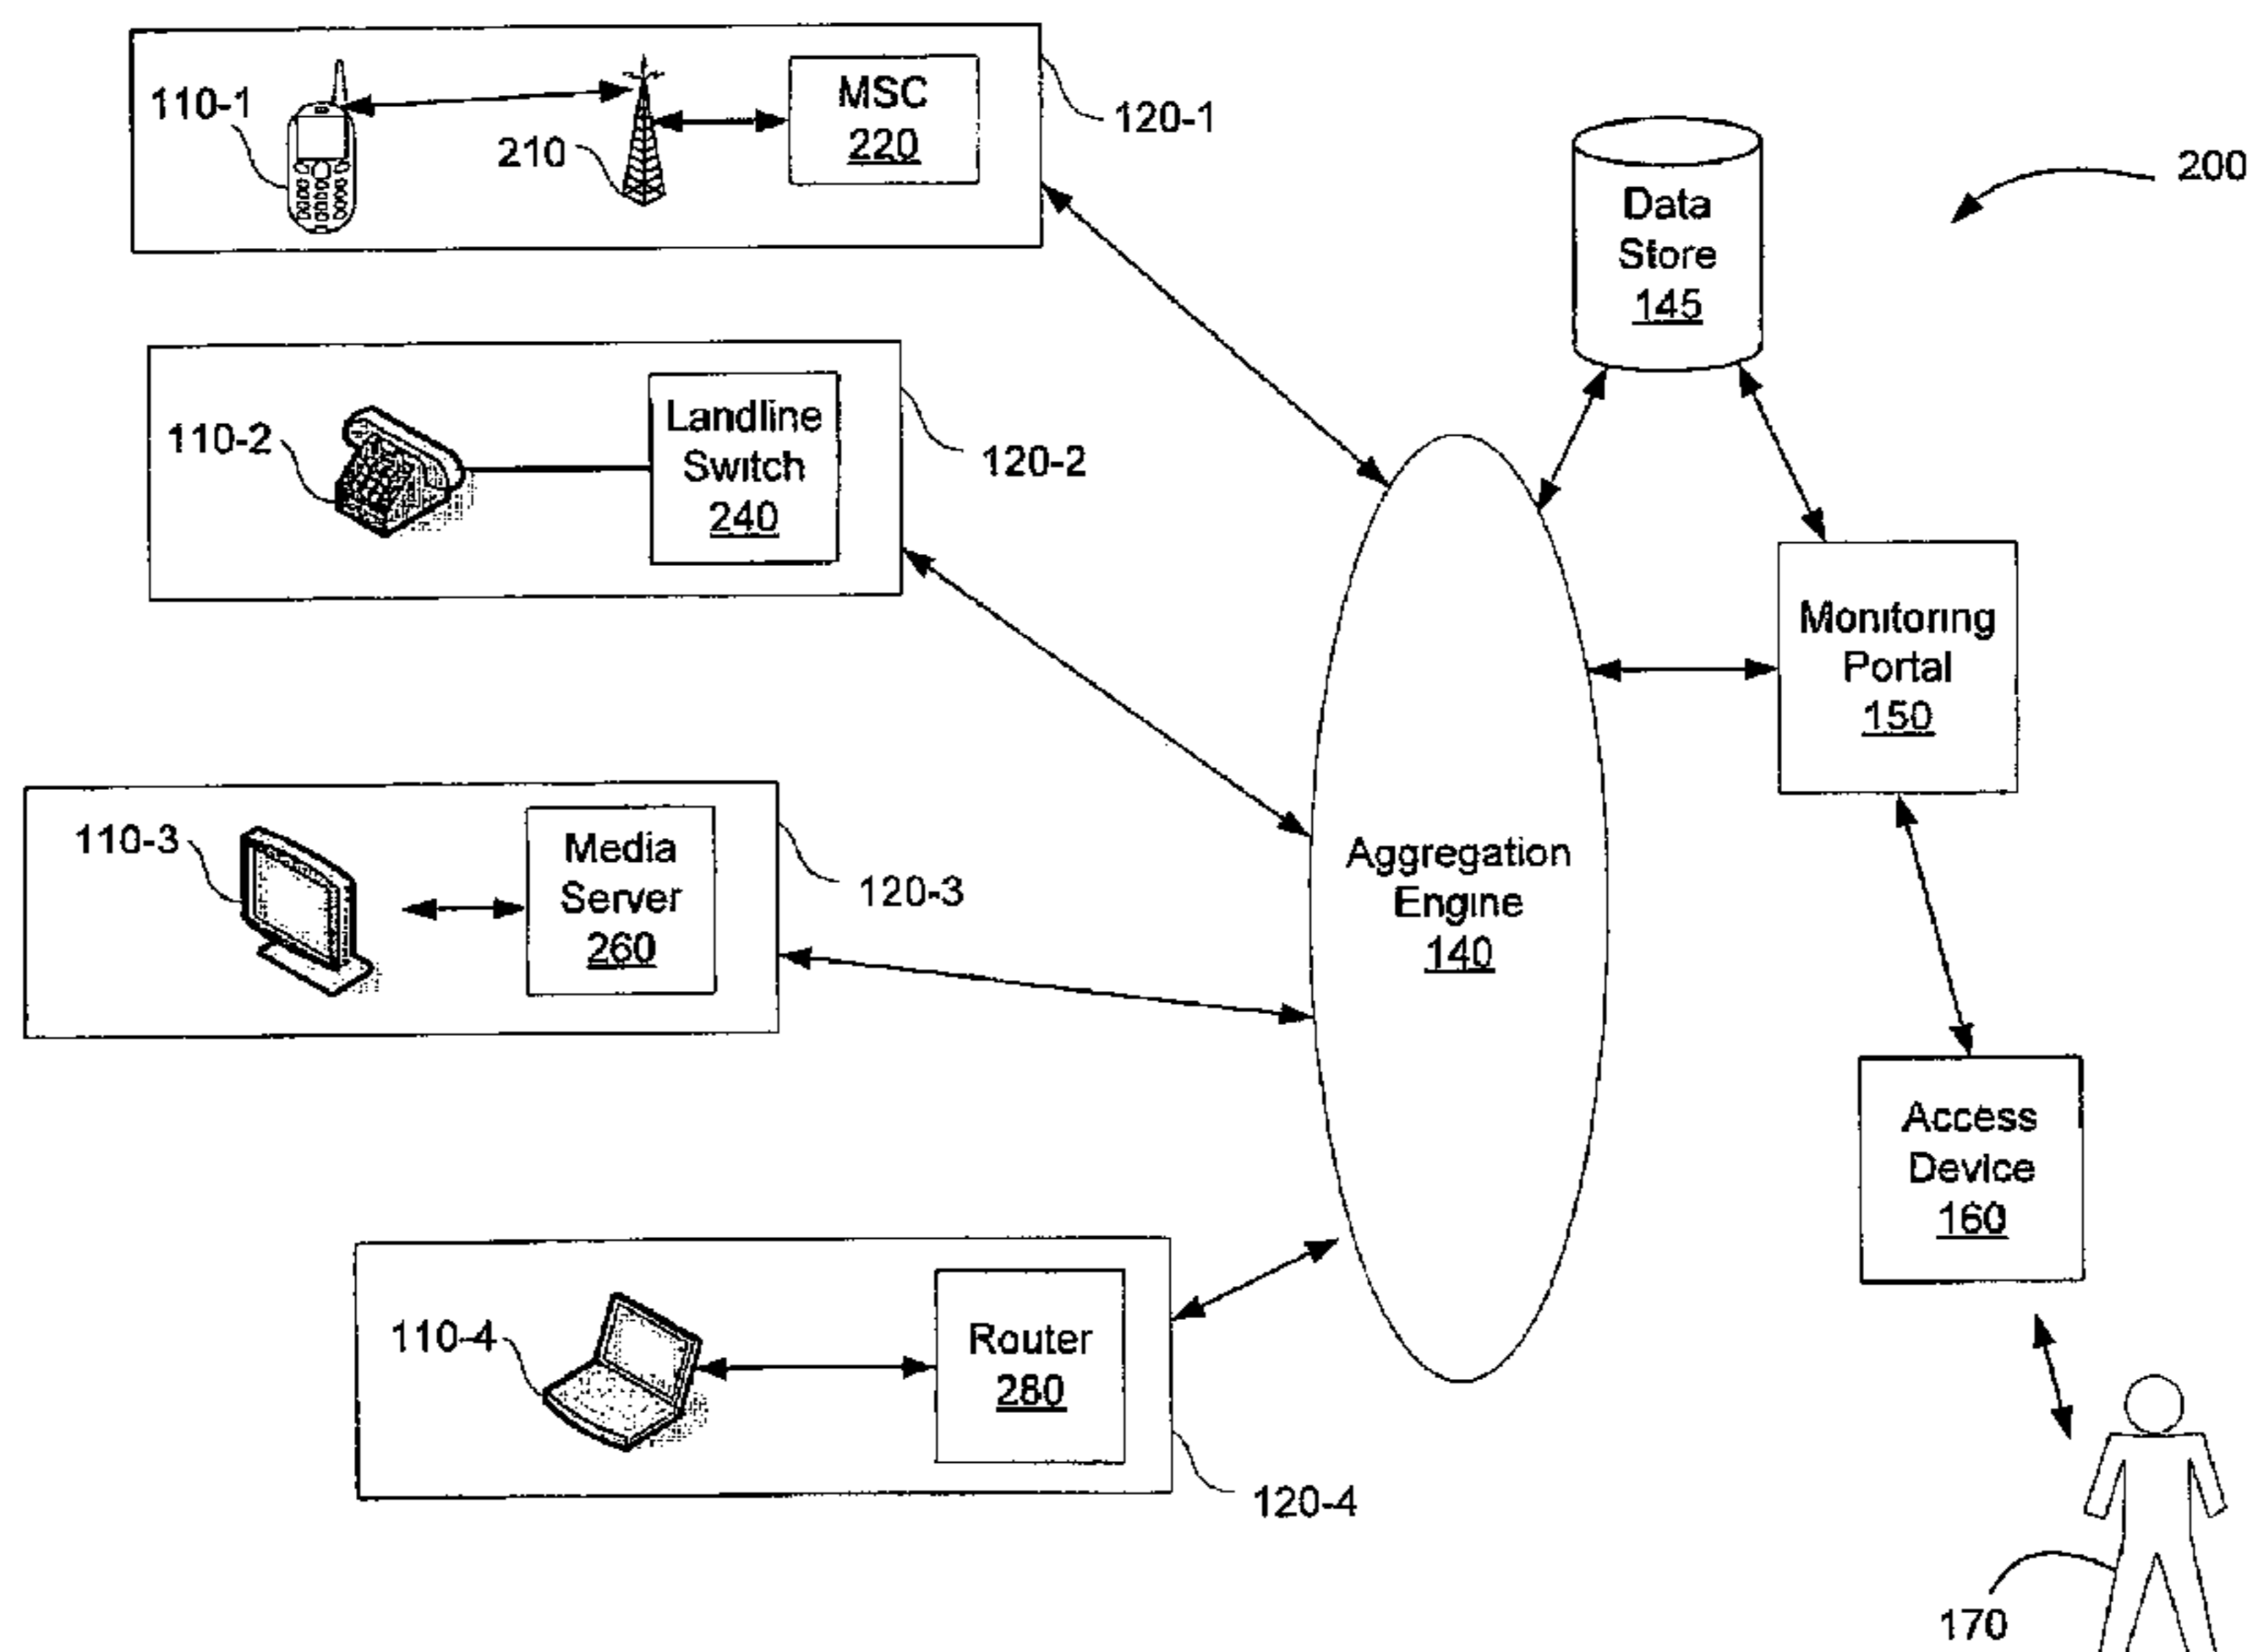 110-1
210
MSC
220
120-1
Data
Store
145
200
110-2
Landline
Switch
240
120-2
Monitoring
Portal
150
110-3
Media
Server
260
120-3
Aggregation
Engine
140
Access
Device
160
110-4
Router
280
120-4
170